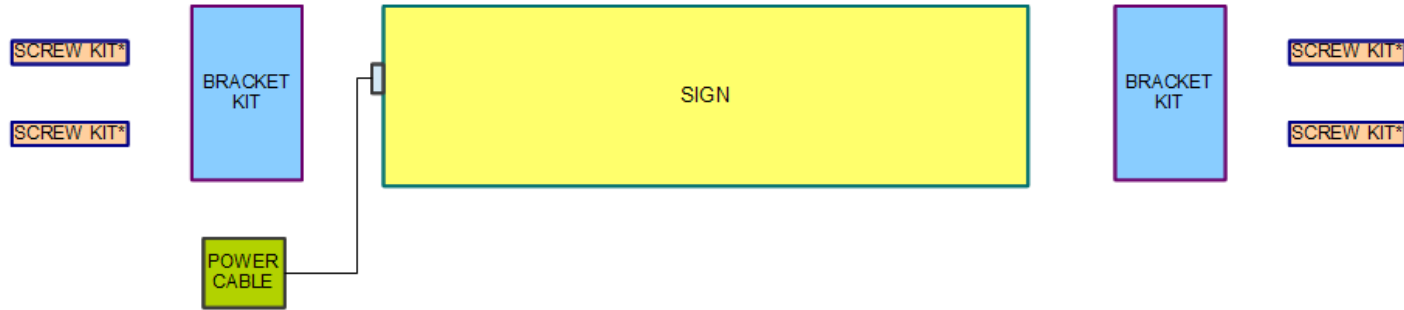 SCREW KIT*
SCREW KIT*
BRACKET
KIT
SIGN
BRACKET
KIT
SCREW KIT*
SCREW KIT*
POWER
CABLE